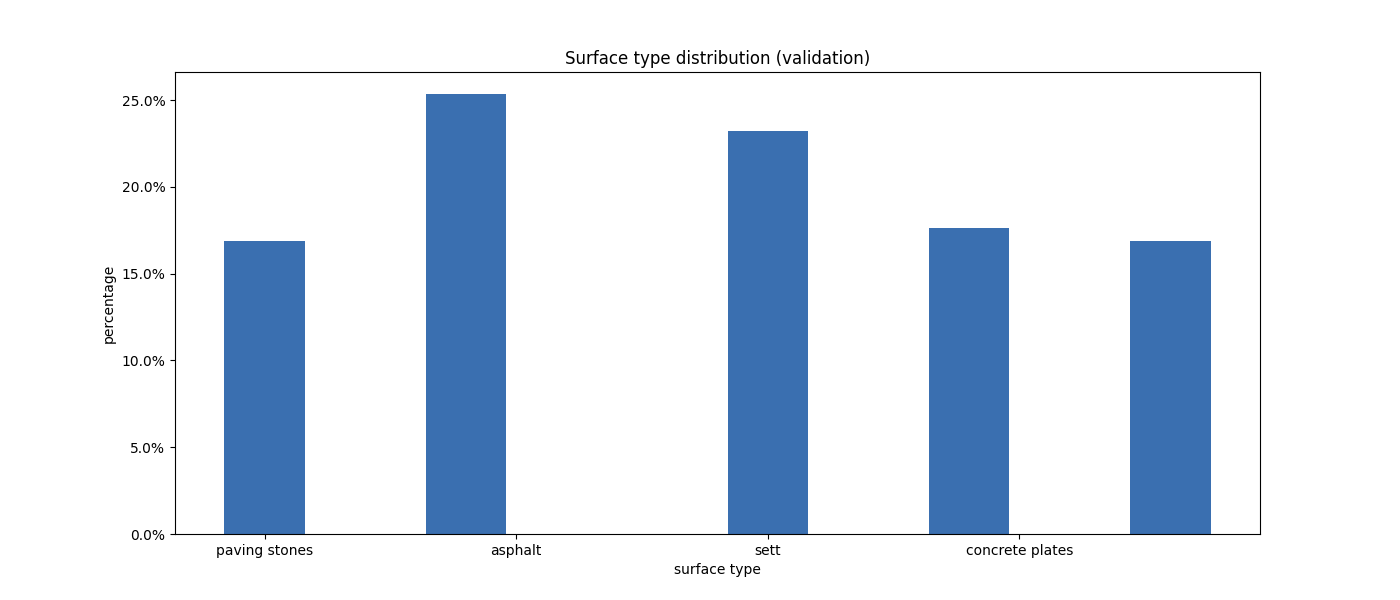 Surface type distribution (validation)
25.0%
20.0%
15.0%
10.0%
5.0%
0.0%
percentage
paving stones asphalt sett concrete plates
surface type